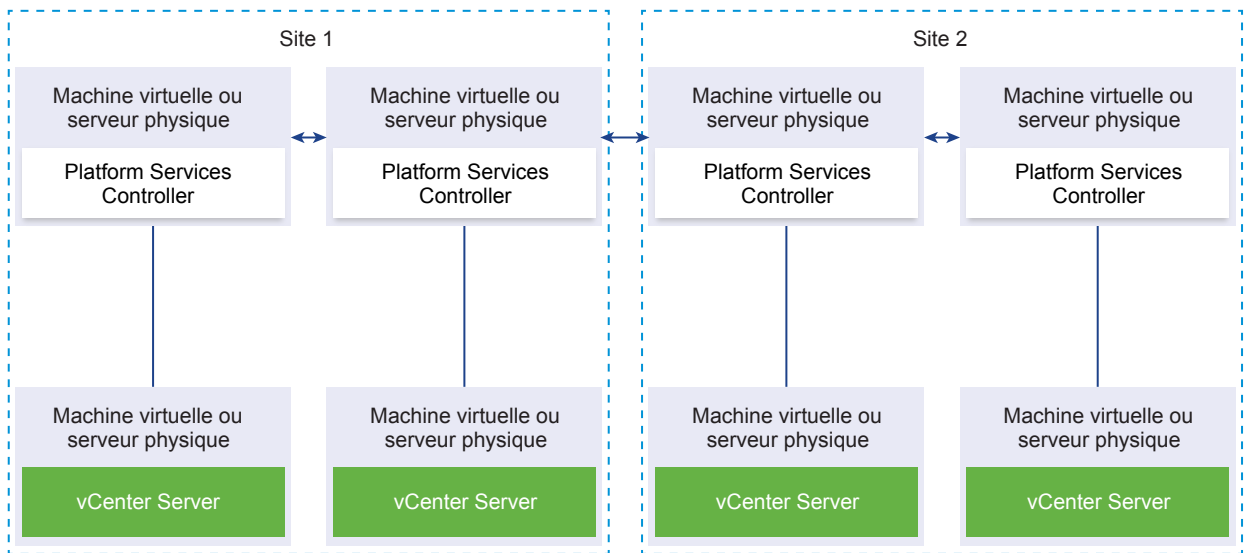 Site 1
Site 2
Machine virtuelle ou
serveur physique
Platform Services
Controller
Machine virtuelle ou
serveur physique
Platform Services
Controller
Machine virtuelle ou
serveur physique
Platform Services
Controller
Machine virtuelle ou
serveur physique
Platform Services
Controller
Machine virtuelle ou
serveur physique
vCenter Server
Machine virtuelle ou
serveur physique
vCenter Server
Machine virtuelle ou
serveur physique
vCenter Server
Machine virtuelle ou
serveur physique
vCenter Server